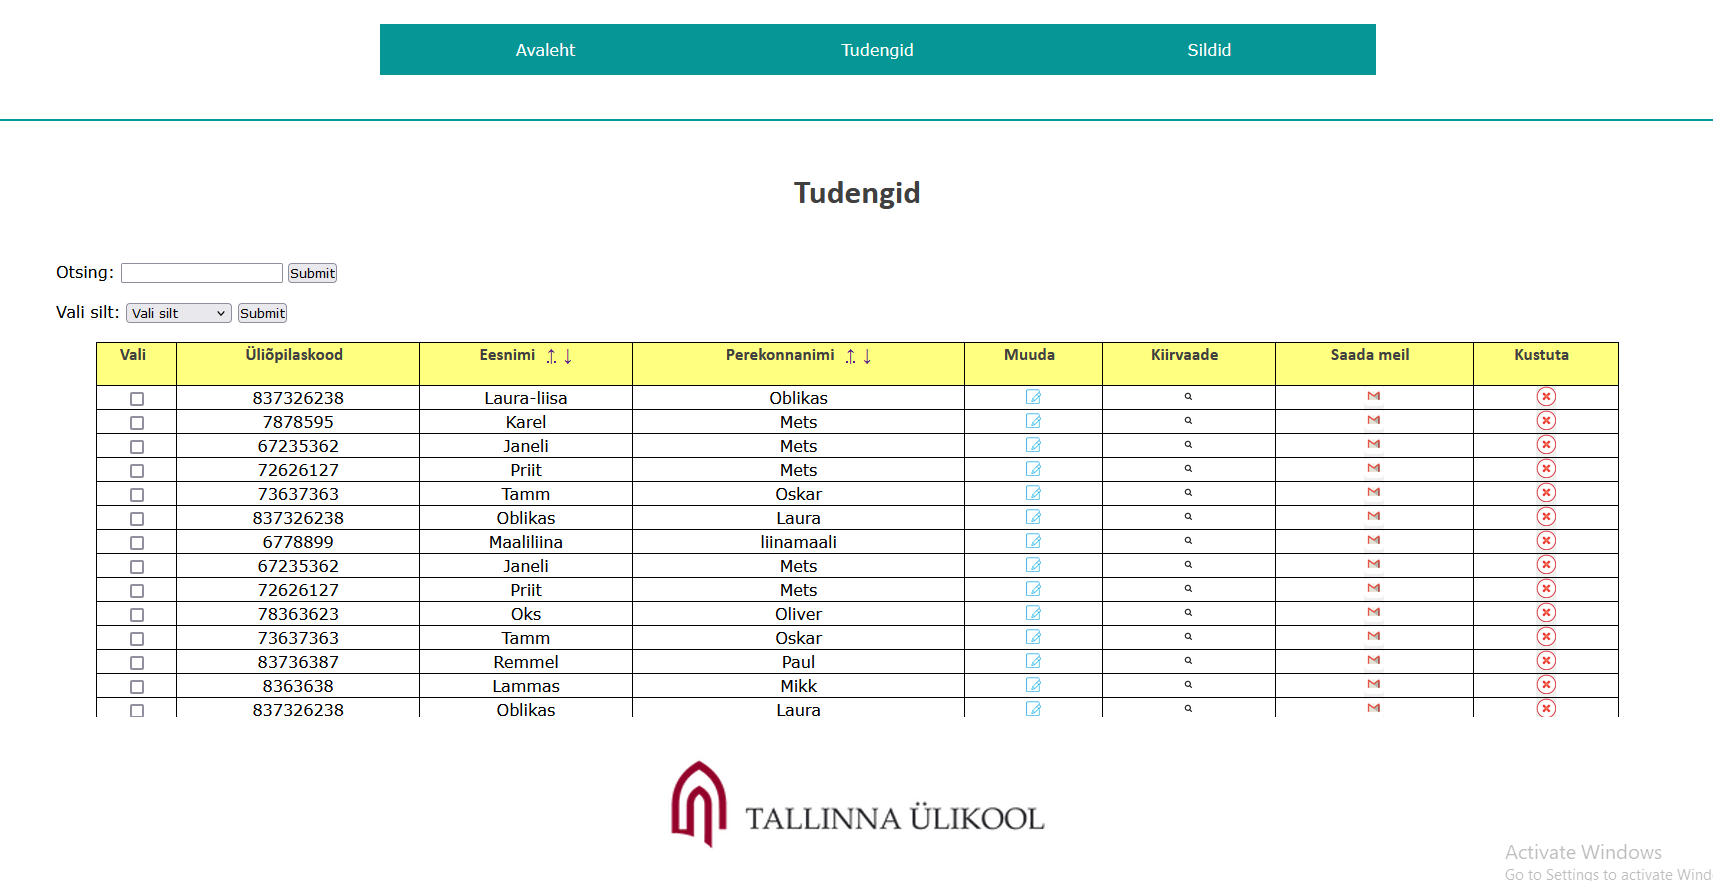 Avaleht Tudengid Sildid
Tudengid
Otsing: Submit
Vali silt: Vali silt Submit
Vali Üliõpilaskood Eesnimi ↑ ↓ Perekonnanimi ↑ ↓ Muuda Kiirvaade Saada meil Kustuta
837326238 Laura-liisa Oblikas
7878595 Karel Mets
67235362 Janeli Mets
72626127 Priit Mets
73637363 Tamm Oskar
837326238 Oblikas Laura
6778899 Maaliliina liinamaali
67235362 Janeli Mets
72626127 Priit Mets
78363623 Oks Oliver
73637363 Tamm Oskar
83736387 Remmel Paul
8363638 Lammas Mikk
837326238 Oblikas Laura
TALLINNA ÜLIKOOL
Activate Windows
Go to Settings to activate Wind